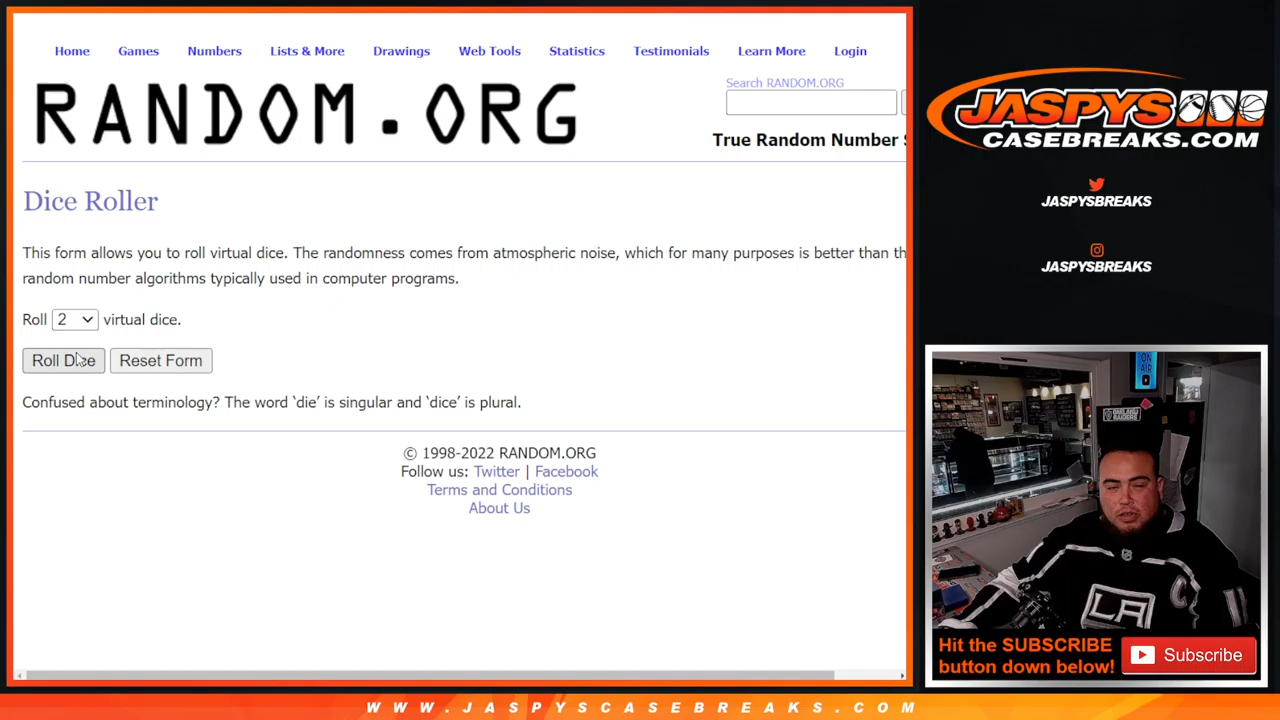 Home Games Numbers Lists & More Drawings Web Tools Statistics Testimonials Learn More Login
RANDOM.ORG
Search RANDOM.ORG
True Random Number
Dice Roller
This form allows you to roll virtual dice. The randomness comes from atmospheric noise, which for many purposes is better than th
random number algorithms typically used in computer programs.
Roll 2 virtual dice.
Roll Dice Reset Form
Confused about terminology? The word ‘die’ is singular and ‘dice’ is plural.
© 1998-2022 RANDOM.ORG
Follow us: Twitter | Facebook
Terms and Conditions
About Us
JASPYS
CASEBREAKS.COM
JASPYSBREAKS
JASPYSBREAKS
ON
AIR
OAKLAND
RAIDERS
C
LA
Hit the SUBSCRIBE
button down below!
Subscribe
WWW.JASPYSCASEBREAKS.COM